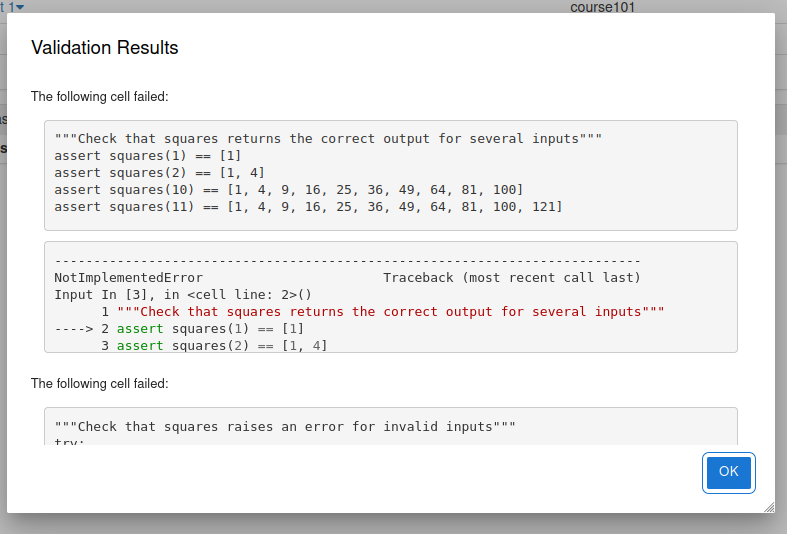 t 1
course101
Validation Results
The following cell failed:
"""Check that squares returns the correct output for several inputs"""
assert squares(1) == [1]
assert squares(2) == [1, 4]
assert squares(10) == [1, 4, 9, 16, 25, 36, 49, 64, 81, 100]
assert squares(11) == [1, 4, 9, 16, 25, 36, 49, 64, 81, 100, 121]
---------------------------------------------------------------------------
NotImplementedError                       Traceback (most recent call last)
Input In [3], in <cell line: 2>()
      1 """Check that squares returns the correct output for several inputs"""
----> 2 assert squares(1) == [1]
      3 assert squares(2) == [1, 4]
The following cell failed:
"""Check that squares raises an error for invalid inputs"""
try:
OK